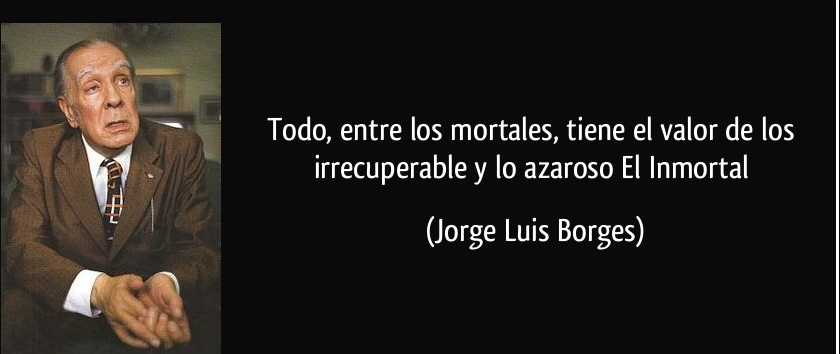 Todo, entre los mortales, tiene el valor de los
irrecuperable y lo azaroso El Inmortal
(Jorge Luis Borges)